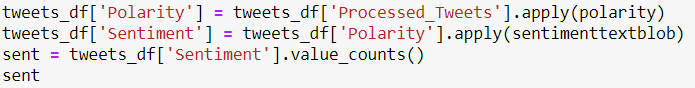 tweets_df['Polarity'] = tweets_df['Processed_Tweets'].apply(polarity)
tweets_df['Sentiment'] = tweets_df['Polarity'].apply(sentimenttextblob)
sent = tweets_df['Sentiment'].value_counts()
sent